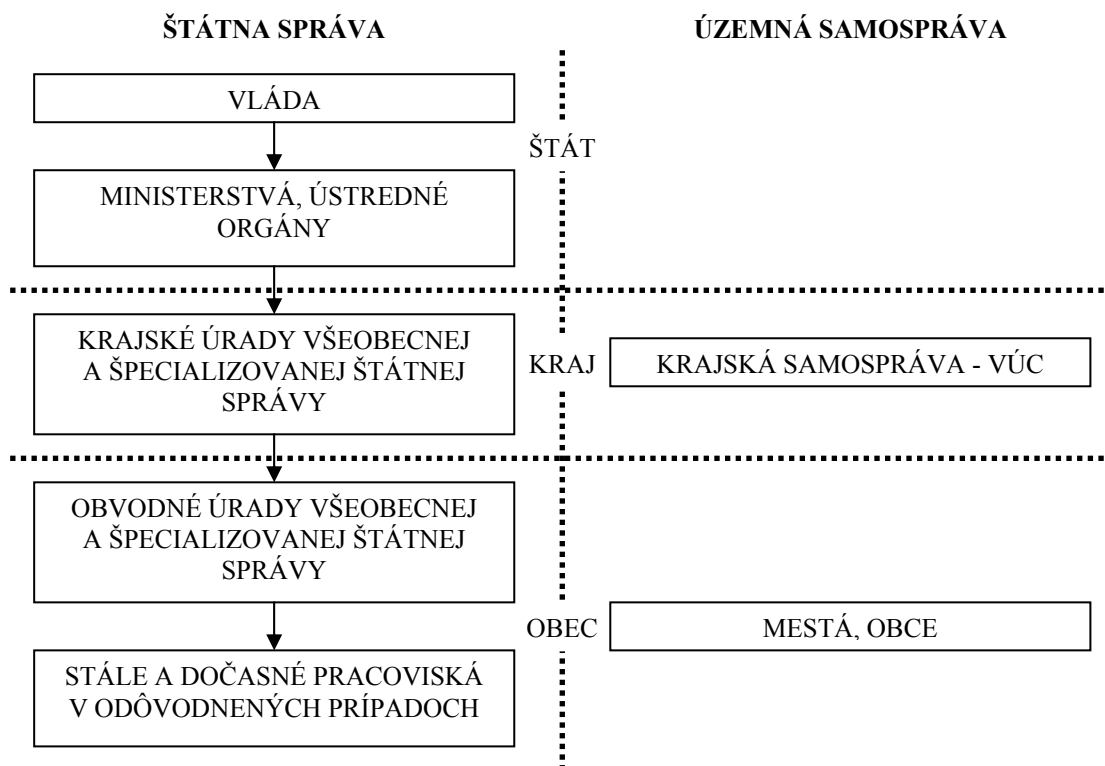 ŠTÁTNA SPRÁVA
ÚZEMNÁ SAMOSPRÁVA
VLÁDA
ŠTÁT
MINISTERSTVÁ, ÚSTREDNÉ
ORGÁNY
KRAJSKÉ ÚRADY VŠEOBECNEJ
A ŠPECIALIZOVANEJ ŠTÁTNEJ
SPRÁVY
KRAJ
KRAJSKÁ SAMOSPRÁVA - VÚC
OBVODNÉ ÚRADY VŠEOBECNEJ
A ŠPECIALIZOVANEJ ŠTÁTNEJ
SPRÁVY
OBEC
MESTÁ, OBCE
STÁLE A DOČASNÉ PRACOVISKÁ
V ODÔVODNENÝCH PRÍPADOCH